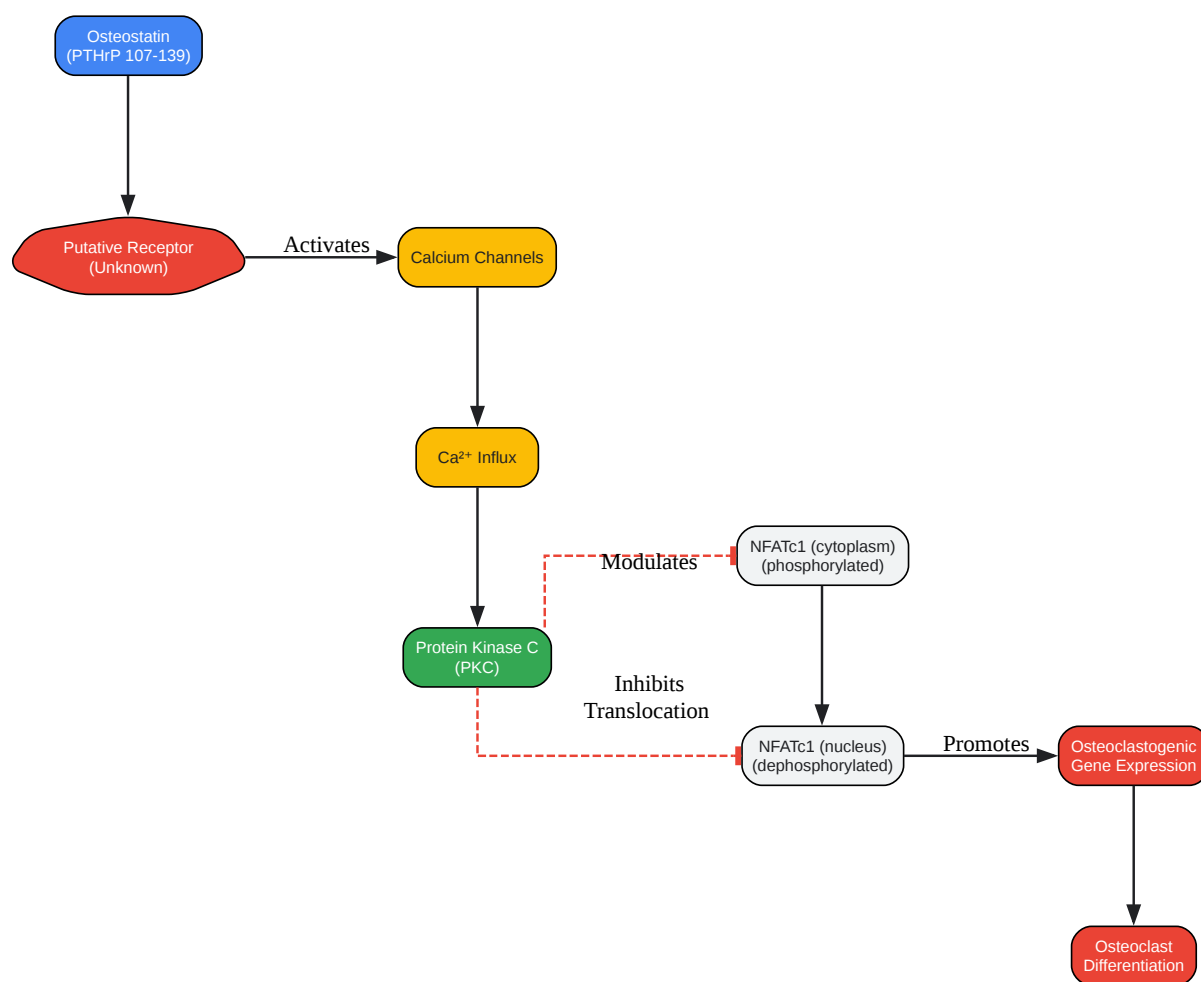 Osteostatin
(PTHrP 107-139)
Putative Receptor
(Unknown)
Activates
Calcium Channels
Ca²⁺ Influx
NFATc1 (cytoplasm)
(phosphorylated)
Modulates
Protein Kinase C
(PKC)
Inhibits
Translocation
NFATc1 (nucleus)
(dephosphorylated)
Promotes
Osteoclastogenic
Gene Expression
Osteoclast
Differentiation